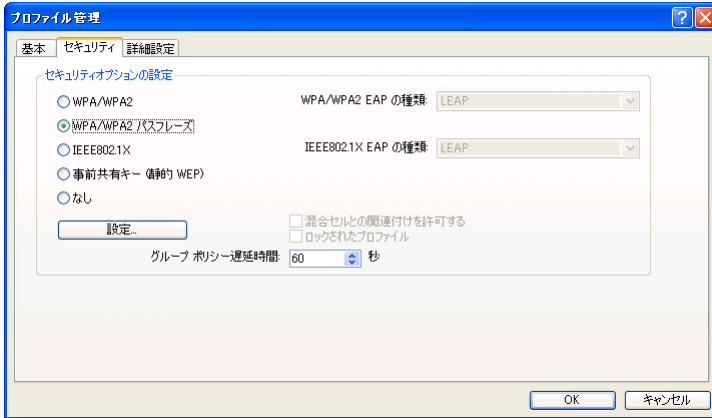 プロファイル管理
基本 セキュリティ 詳細設定
セキュリティオプションの設定
WPA/WPA2 WPA/WPA2 EAP の種類: LEAP
WPA/WPA2 パスフレーズ
IEEE802.1X IEEE802.1X EAP の種類: LEAP
事前共有キー (静的 WEP)
なし
設定... 混合セルとの関連付けを許可する
ロックされたプロファイル
グループ ポリシー遅延時間: 60 秒
OK キャンセル